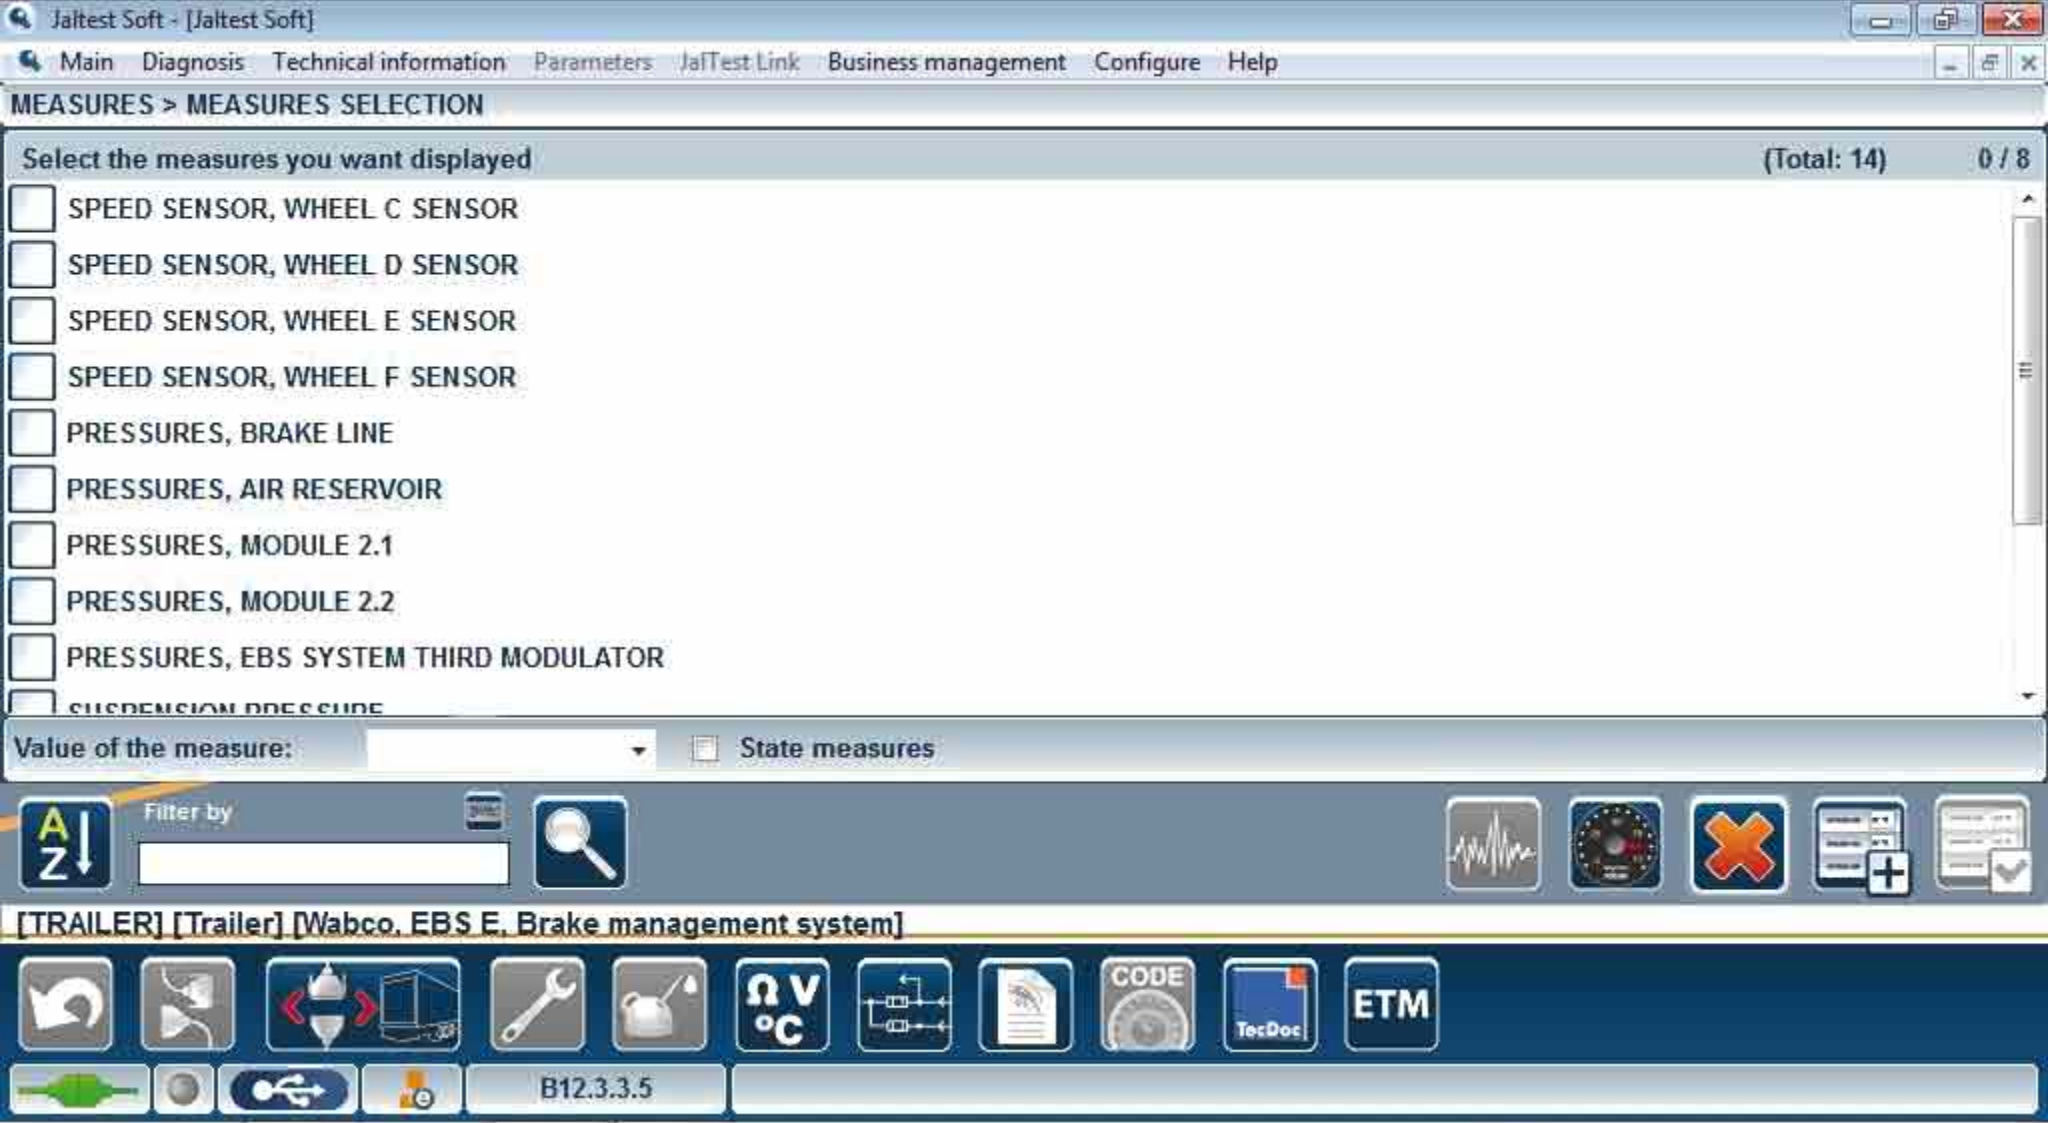 Jaltest Soft - [Jaltest Soft]
Main Diagnosis Technical information Parameters JalTest Link Business management Configure Help
MEASURES > MEASURES SELECTION
Select the measures you want displayed (Total: 14) 0 / 8
SPEED SENSOR, WHEEL C SENSOR
SPEED SENSOR, WHEEL D SENSOR
SPEED SENSOR, WHEEL E SENSOR
SPEED SENSOR, WHEEL F SENSOR
PRESSURES, BRAKE LINE
PRESSURES, AIR RESERVOIR
PRESSURES, MODULE 2.1
PRESSURES, MODULE 2.2
PRESSURES, EBS SYSTEM THIRD MODULATOR
SUSPENSION PRESSURE
Value of the measure: State measures
A
Z
Filter by
[TRAILER] [Trailer] [Wabco, EBS E, Brake management system]
Ω V
°C
CODE
TecDoc
ETM
B12.3.3.5